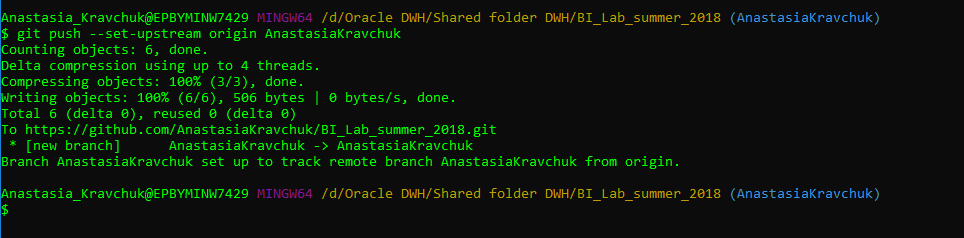 Anastasia_Kravchuk@EPBYMINW7429 MINGW64 /d/Oracle DWH/Shared folder DWH/BI_Lab_summer_2018 (AnastasiaKravchuk)
$ git push --set-upstream origin AnastasiaKravchuk
Counting objects: 6, done.
Delta compression using up to 4 threads.
Compressing objects: 100% (3/3), done.
Writing objects: 100% (6/6), 506 bytes | 0 bytes/s, done.
Total 6 (delta 0), reused 0 (delta 0)
To https://github.com/AnastasiaKravchuk/BI_Lab_summer_2018.git
 * [new branch]      AnastasiaKravchuk -> AnastasiaKravchuk
Branch AnastasiaKravchuk set up to track remote branch AnastasiaKravchuk from origin.
Anastasia_Kravchuk@EPBYMINW7429 MINGW64 /d/Oracle DWH/Shared folder DWH/BI_Lab_summer_2018 (AnastasiaKravchuk)
$